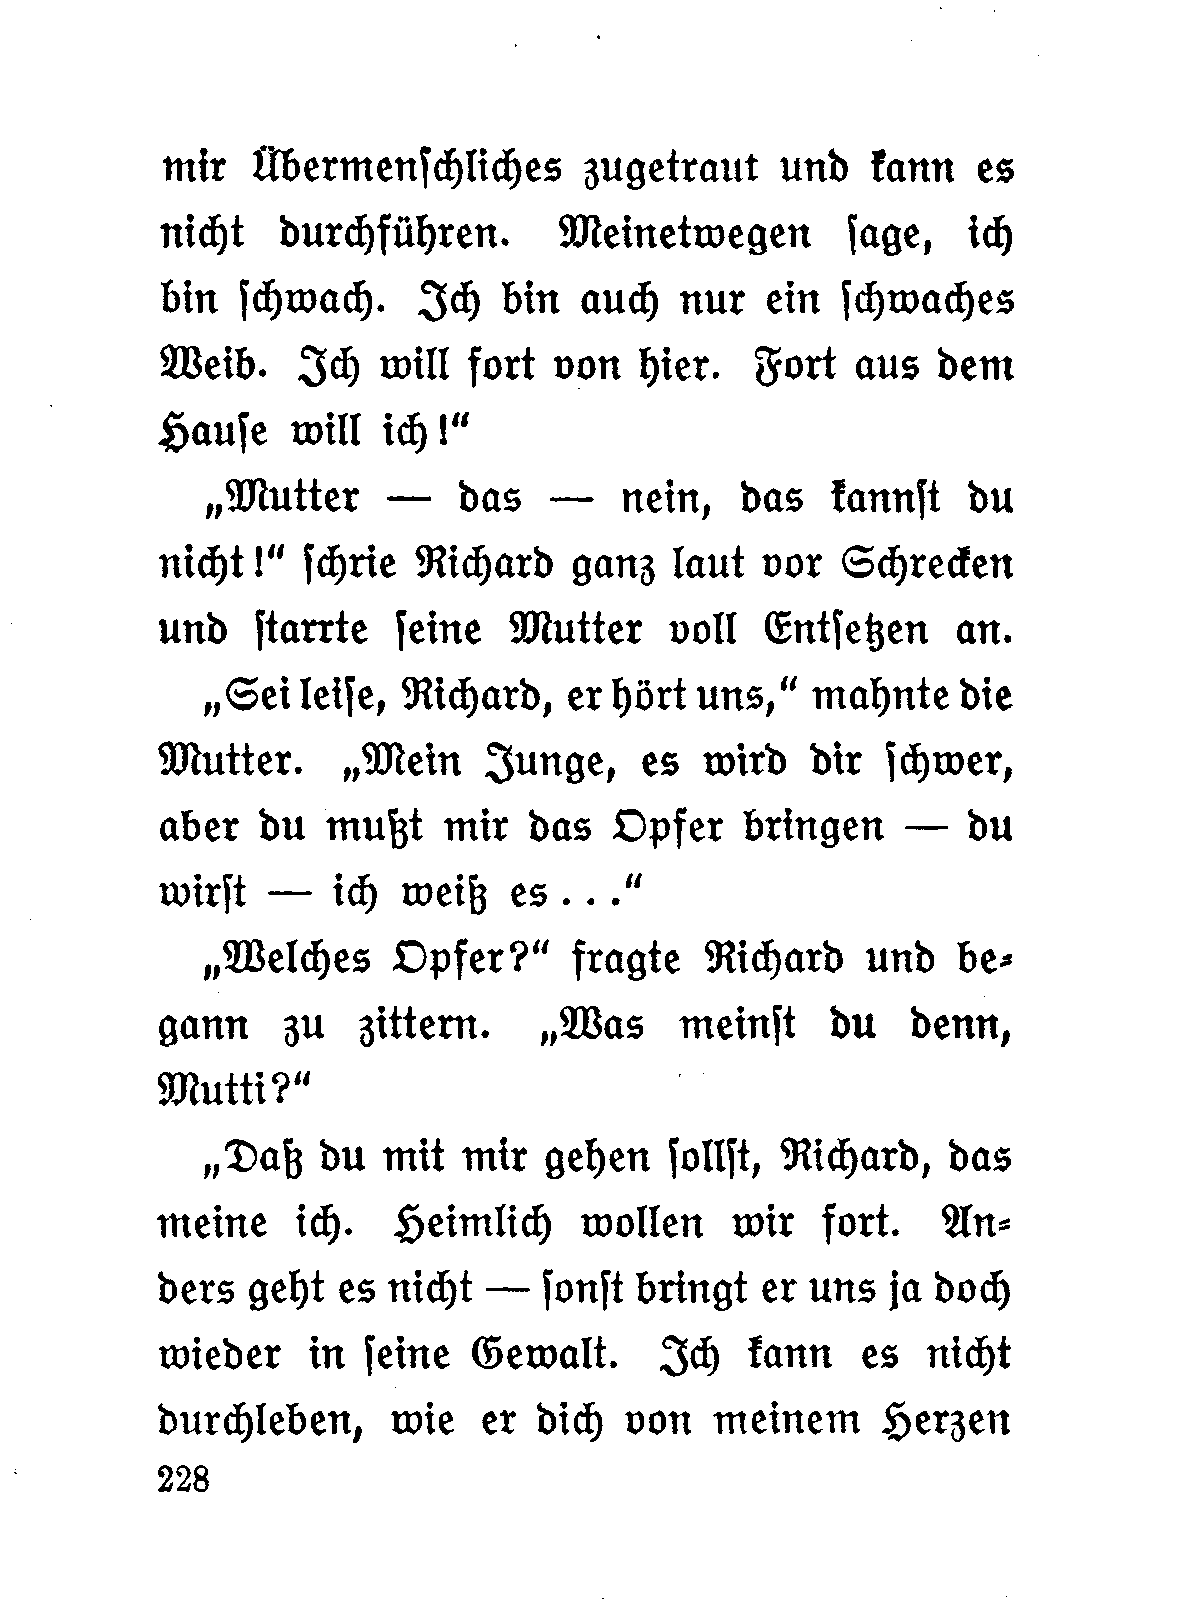 mir Übermenſchliches zugetraut und kann es
nicht durchführen. Meinetwegen ſage, ich
bin ſchwach. Ich bin auch nur ein ſchwaches
Weib. Ich will fort von hier. Fort aus dem
Hauſe will ich!“
„Mutter — das — nein, das kannſt du
nicht!“ ſchrie Richard ganz laut vor Schrecken
und ſtarrte ſeine Mutter voll Entſetzen an.
„Sei leiſe, Richard, er hört uns,“ mahnte die
Mutter. „Mein Junge, es wird dir ſchwer,
aber du mußt mir das Opfer bringen — du
wirſt — ich weiß es . . .“
„Welches Opfer?“ fragte Richard und be⸗
gann zu zittern. „Was meinſt du denn,
Mutti?“
„Daß du mit mir gehen ſollſt, Richard, das
meine ich. Heimlich wollen wir fort. An⸗
ders geht es nicht — ſonſt bringt er uns ja doch
wieder in ſeine Gewalt. Ich kann es nicht
durchleben, wie er dich von meinem Herzen
228